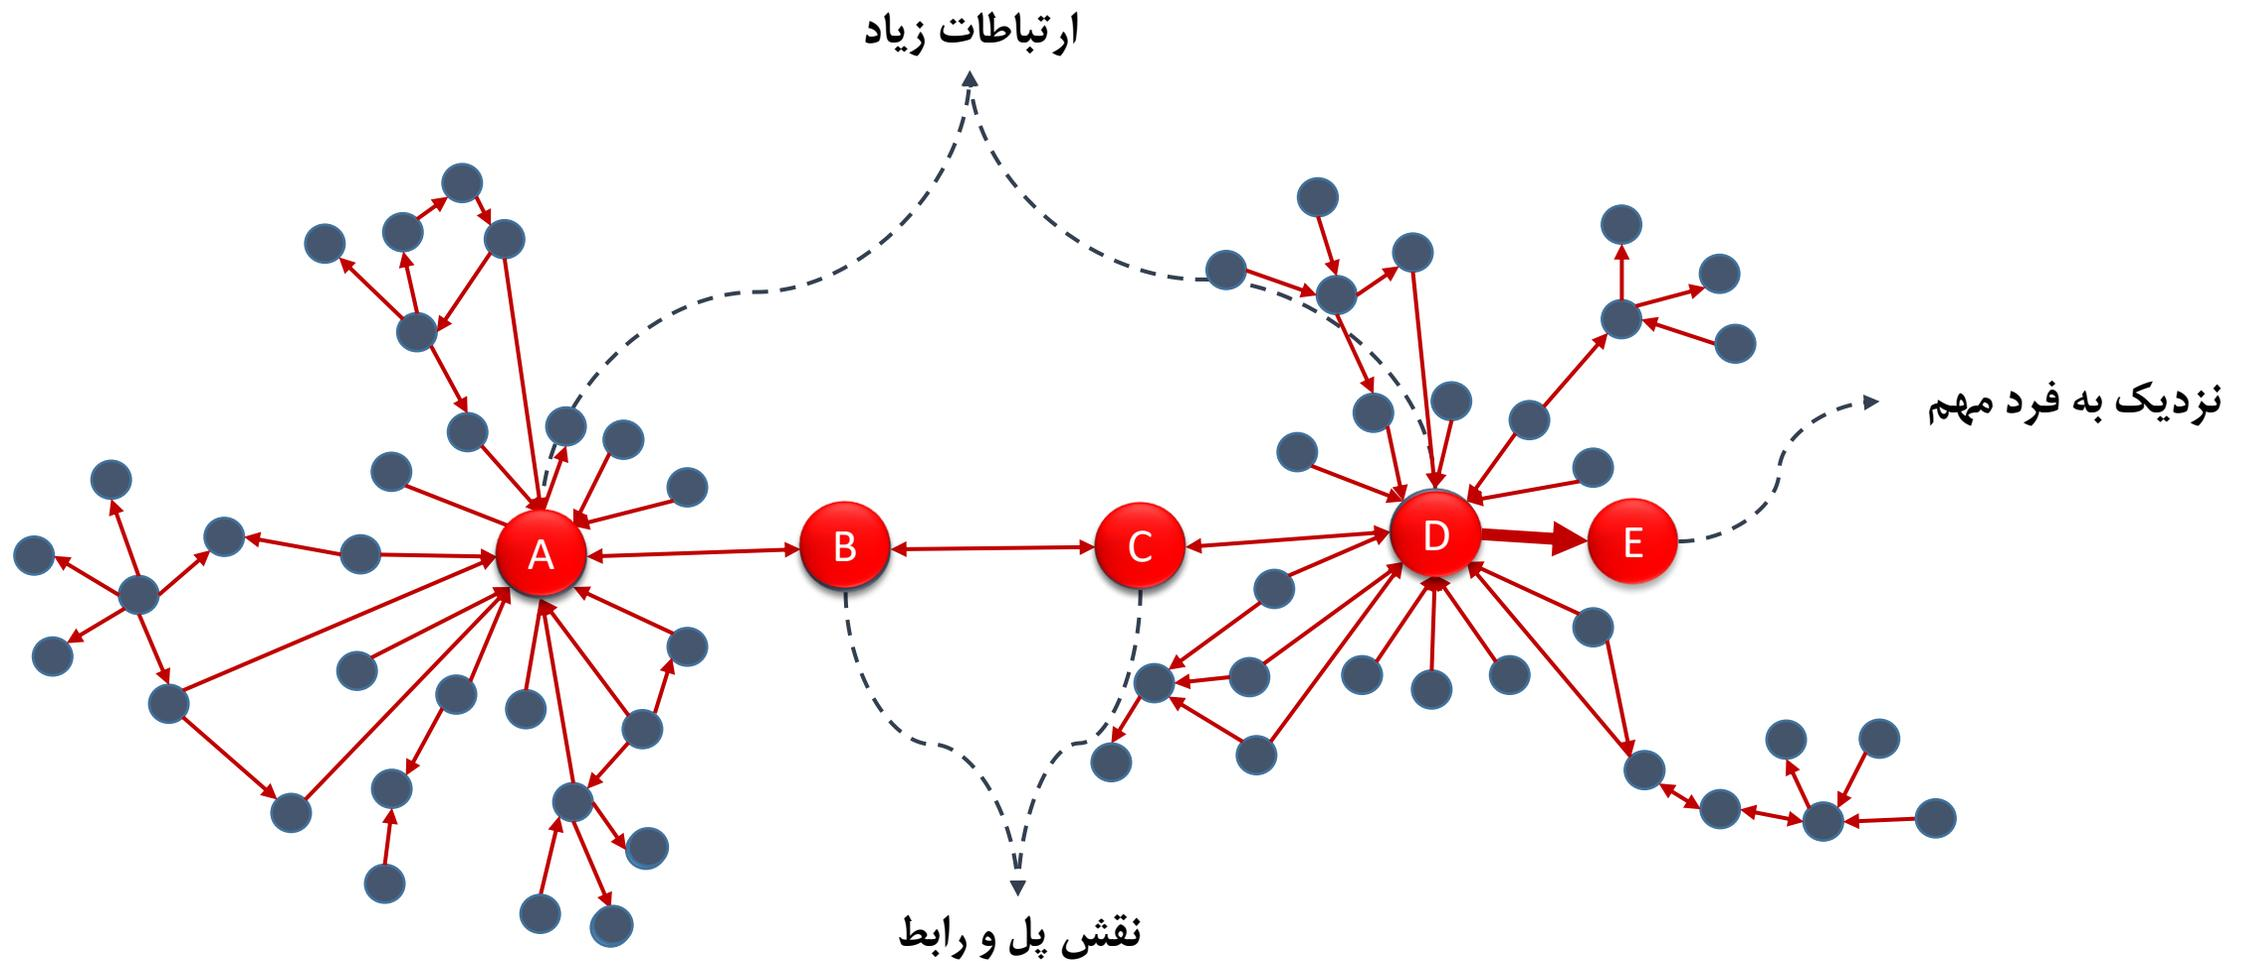 ارتباطات زیاد
نزدیک به فرد مهم
A
B
C
D
E
نقش پل و رابط